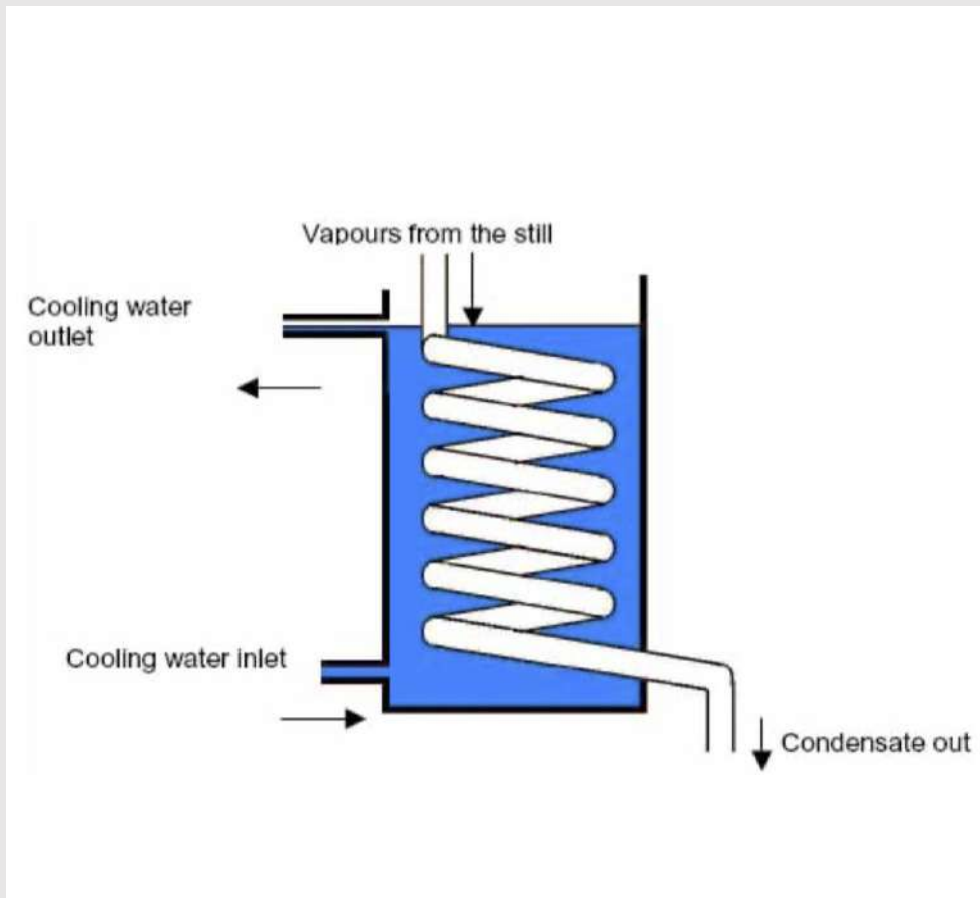 Vapours from the still
Cooling water
outlet
Cooling water inlet
Condensate out